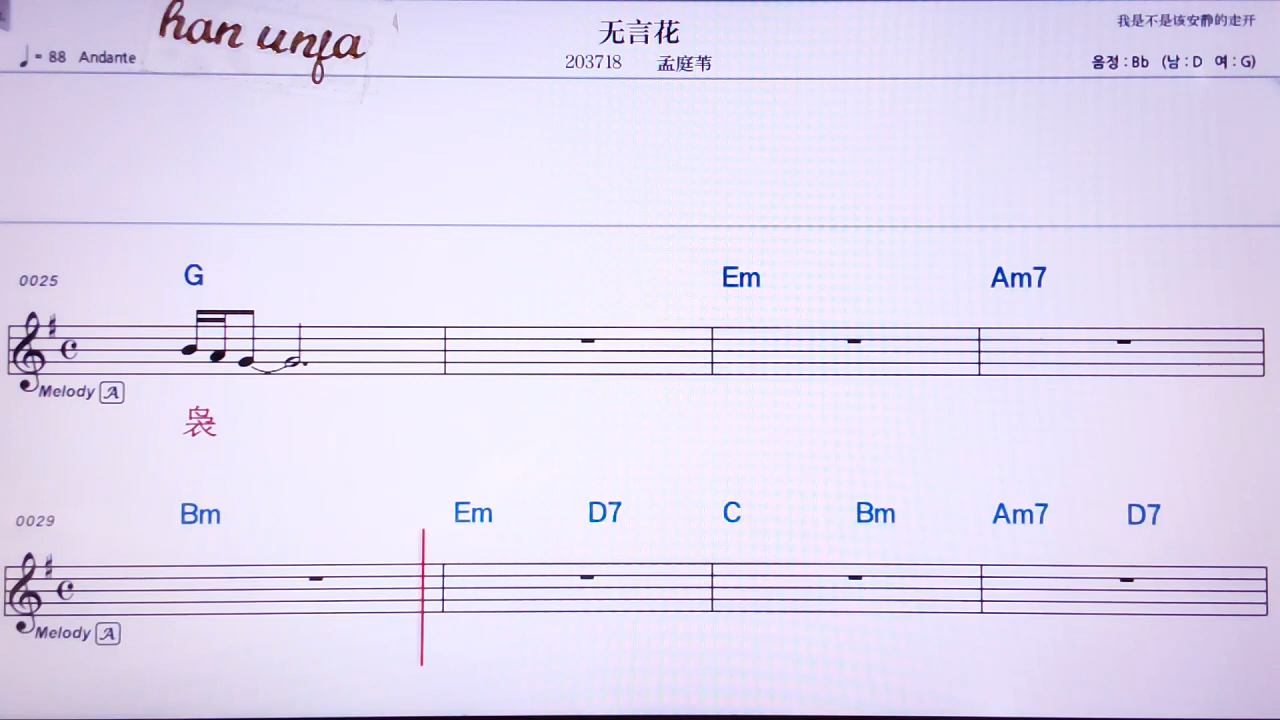 han unja
无言花
我是不是该安静的走开
♩= 88 Andante
203718 孟庭苇
음정 : Bb (남 : D 여 : G)
0025 G Em Am7
Melody A
袅
0029 Bm Em D7 C Bm Am7 D7
Melody A